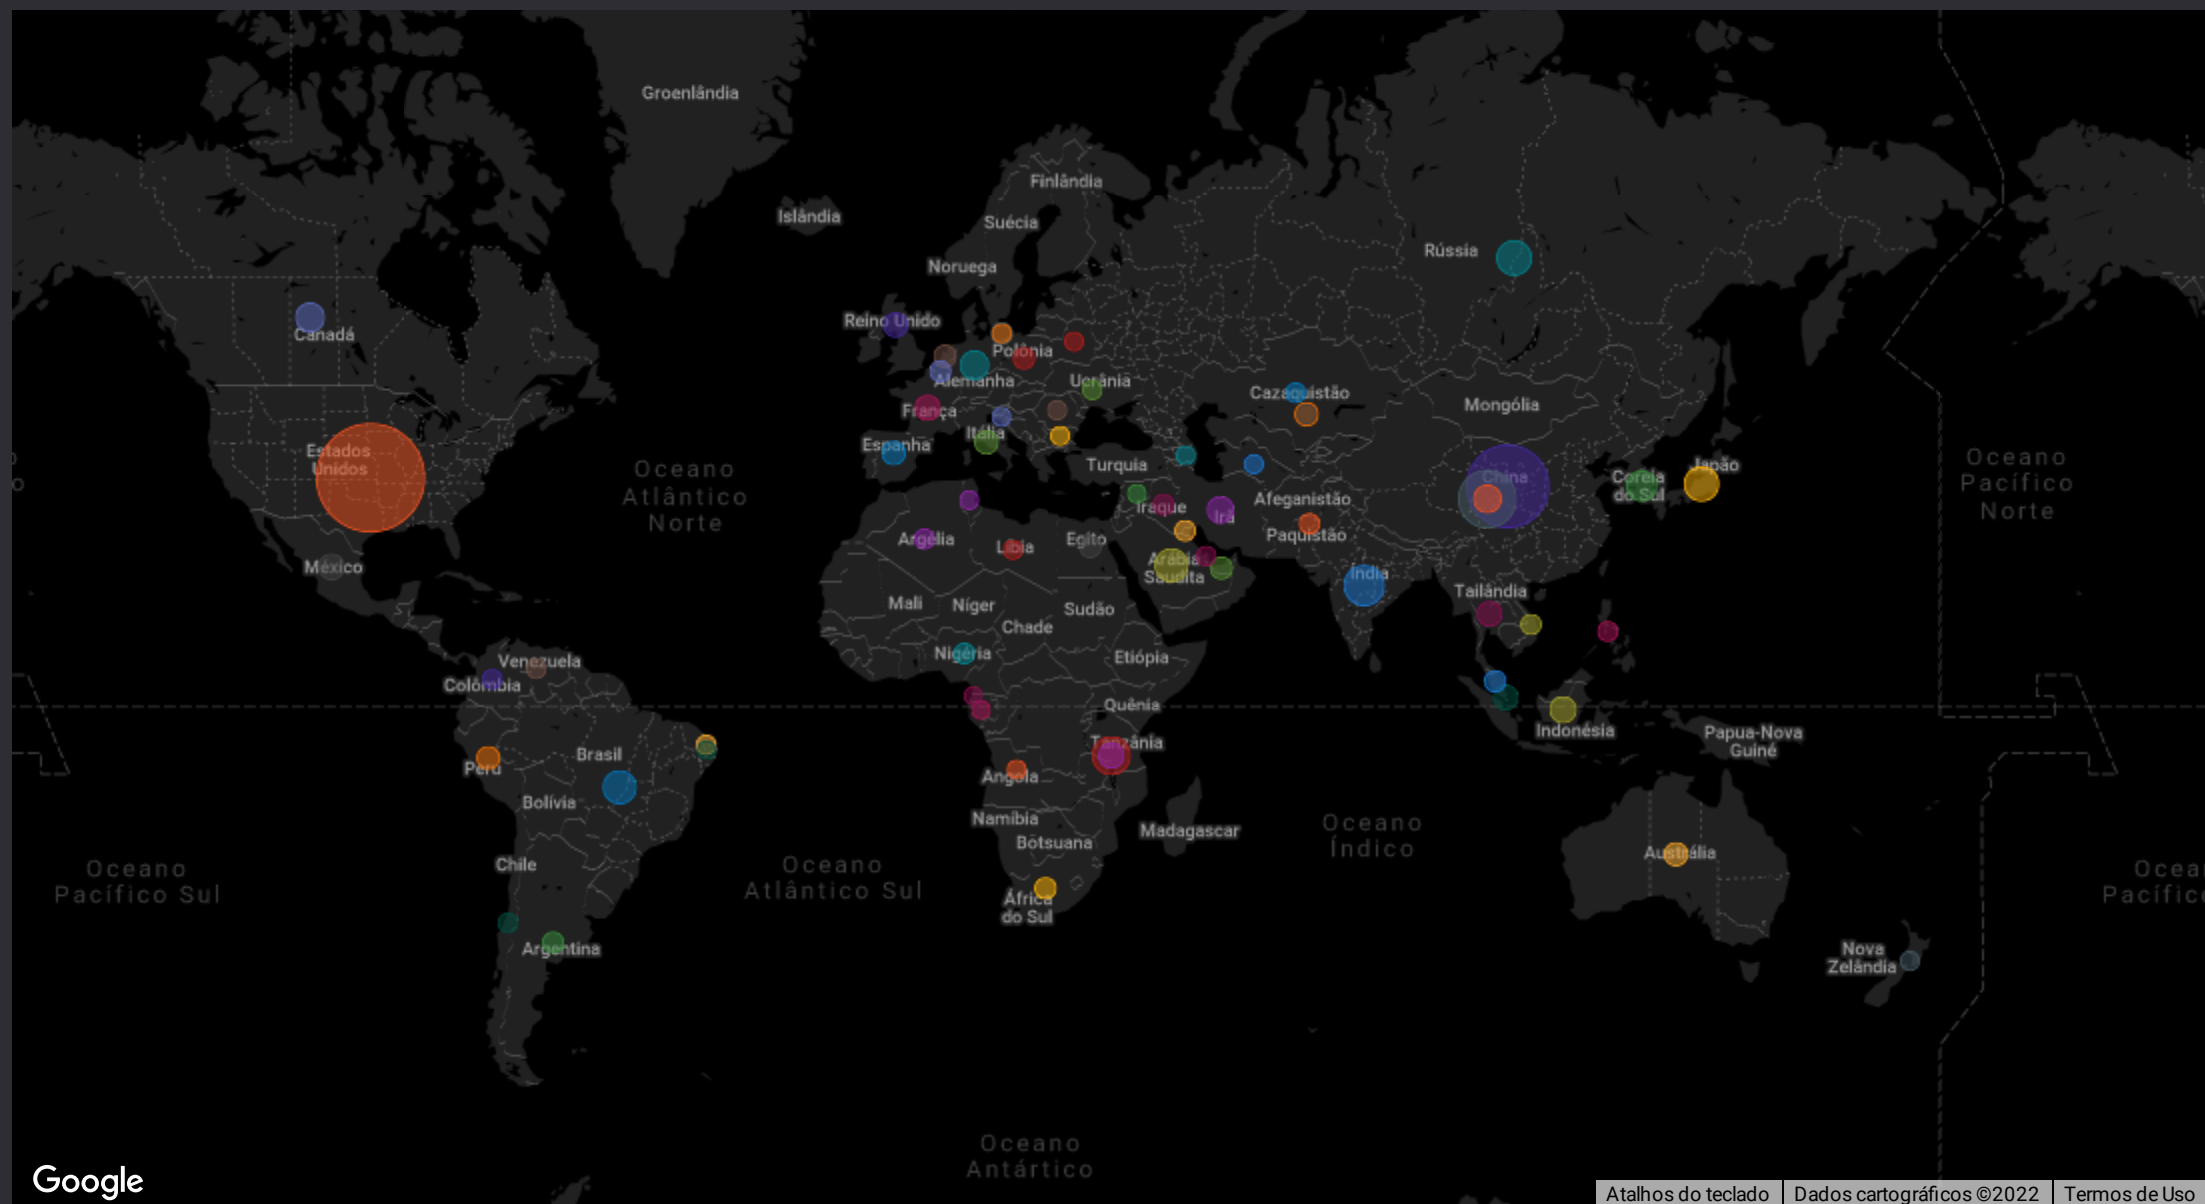 Groenlândia
Finlândia
Islândia
Suécia
Rússia
Noruega
Reino Unido
Canadá
Polônia
Alemanha
Ucrânia
Cazaquistão
Mongólia
França
Itália
Espanha
Estados
Unidos
Oceano
Atlântico
Norte
Turquia
Afeganistão
China
Coreia
do Sul
Japão
Oceano
Pacífico
Norte
Iraque
Irã
Paquistão
Argélia
Líbia
Egito
Arábia
Saudita
México
Índia
Tailândia
Mali
Níger
Sudão
Chade
Nigéria
Etiópia
Venezuela
Colômbia
Quênia
Indonésia
Papua-Nova
Guiné
Tanzânia
Brasil
Peru
Angola
Bolívia
Namíbia
Botsuana
Madagascar
Oceano
Índico
Oceano
Pacífico Sul
Chile
Oceano
Atlântico Sul
Austrália
Ocea
Pacífic
África
do Sul
Argentina
Nova
Zelândia
Oceano
Antártico
Google
Atalhos do teclado
Dados cartográficos ©2022
Termos de Uso